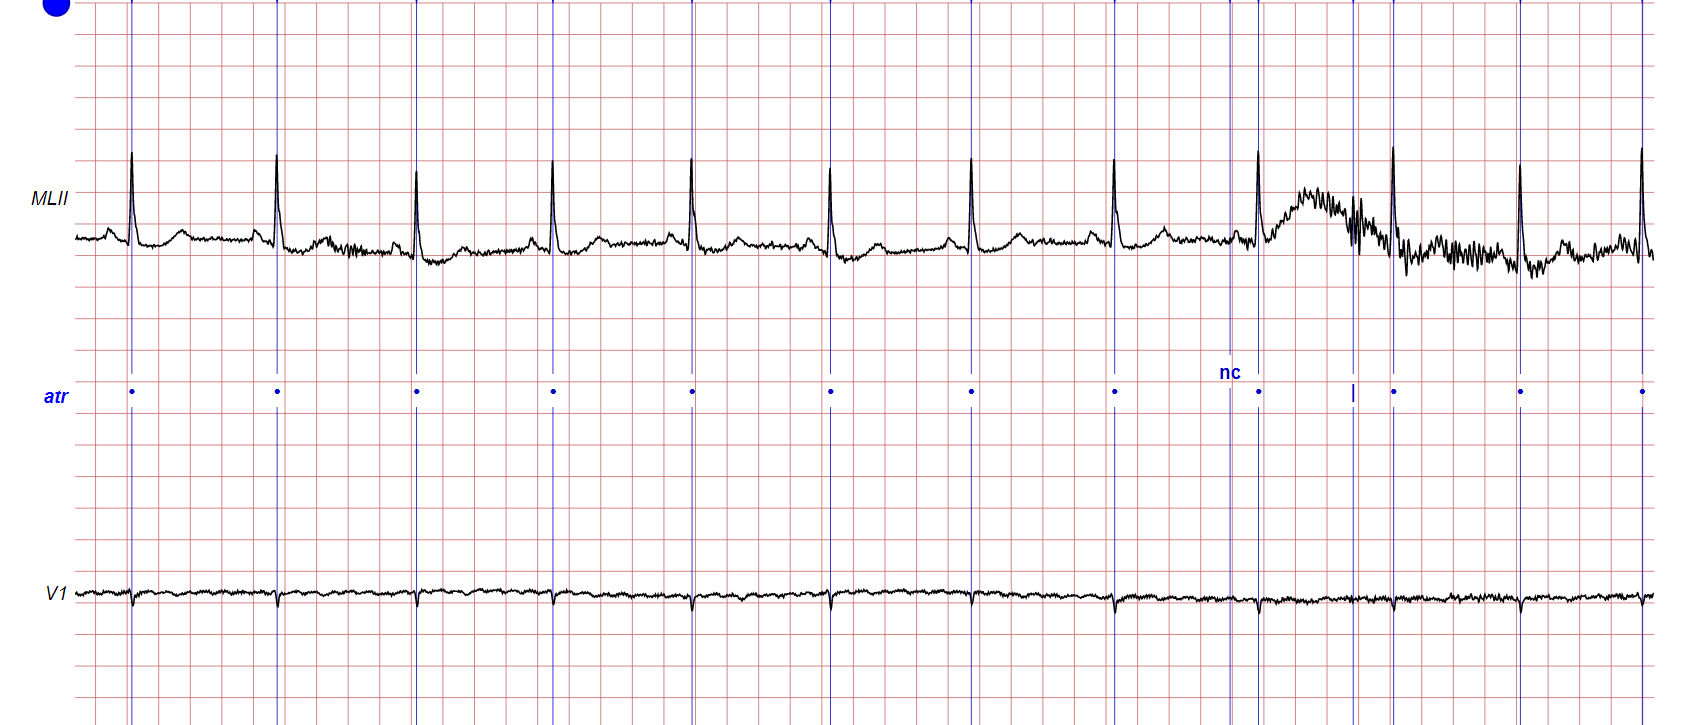 MLII
nc
atr • • • • • • • • • | • • •
V1